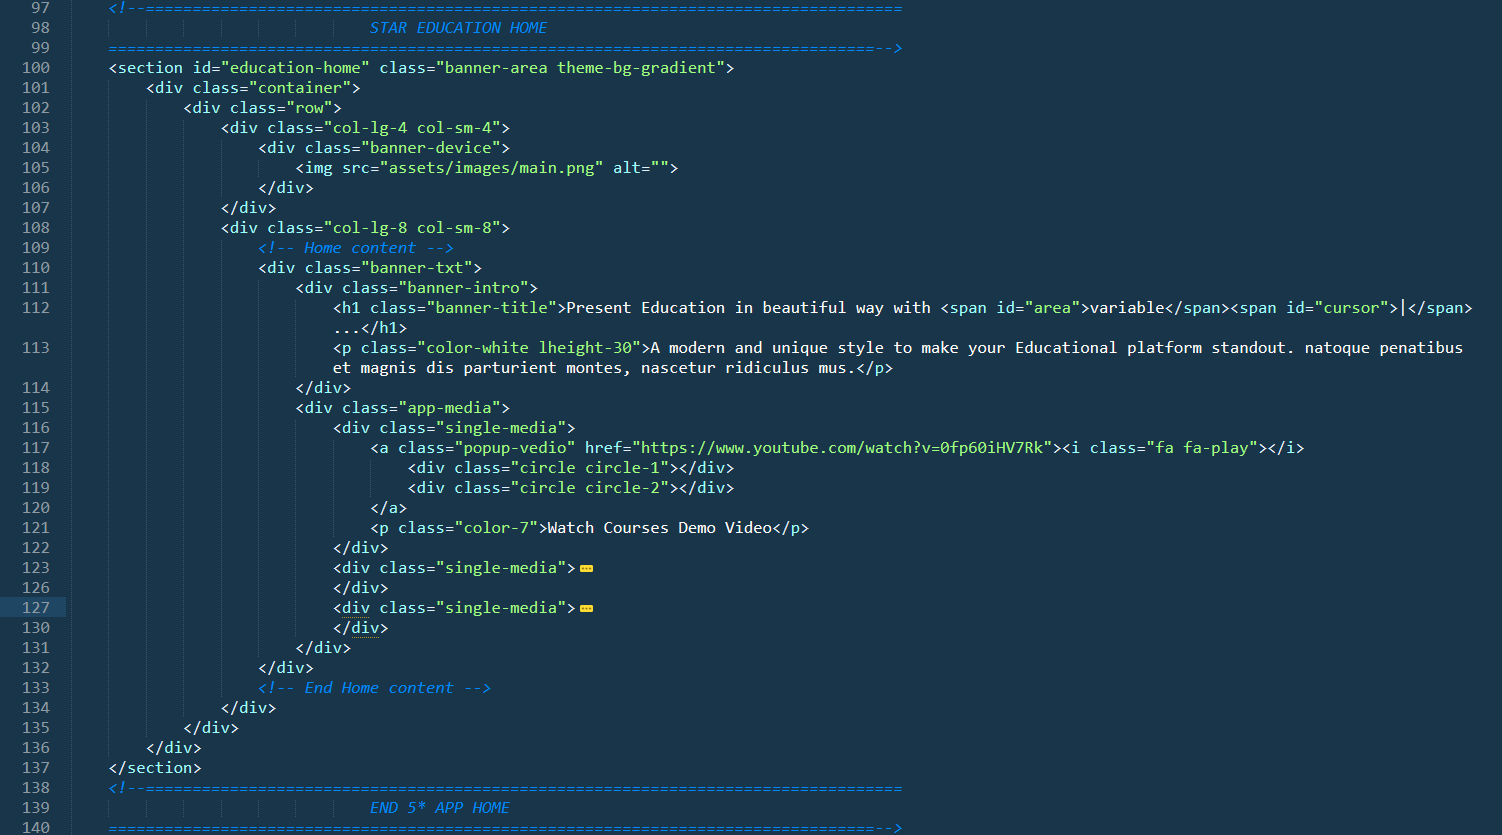 97 <!--=================================================================================
98 STAR EDUCATION HOME
99 ==================================================================================-->
100 <section id="education-home" class="banner-area theme-bg-gradient">
101 <div class="container">
102 <div class="row">
103 <div class="col-lg-4 col-sm-4">
104 <div class="banner-device">
105 <img src="assets/images/main.png" alt="">
106 </div>
107 </div>
108 <div class="col-lg-8 col-sm-8">
109 <!-- Home content -->
110 <div class="banner-txt">
111 <div class="banner-intro">
112 <h1 class="banner-title">Present Education in beautiful way with <span id="area">variable</span><span id="cursor">|</span>
...</h1>
113 <p class="color-white lheight-30">A modern and unique style to make your Educational platform standout. natoque penatibus
et magnis dis parturient montes, nascetur ridiculus mus.</p>
114 </div>
115 <div class="app-media">
116 <div class="single-media">
117 <a class="popup-vedio" href="https://www.youtube.com/watch?v=0fp60iHV7Rk"><i class="fa fa-play"></i>
118 <div class="circle circle-1"></div>
119 <div class="circle circle-2"></div>
120 </a>
121 <p class="color-7">Watch Courses Demo Video</p>
122 </div>
123 <div class="single-media">
126 </div>
127 <div class="single-media">
130 </div>
131 </div>
132 </div>
133 <!-- End Home content -->
134 </div>
135 </div>
136 </div>
137 </section>
138 <!--=================================================================================
139 END 5* APP HOME
140 ==================================================================================-->